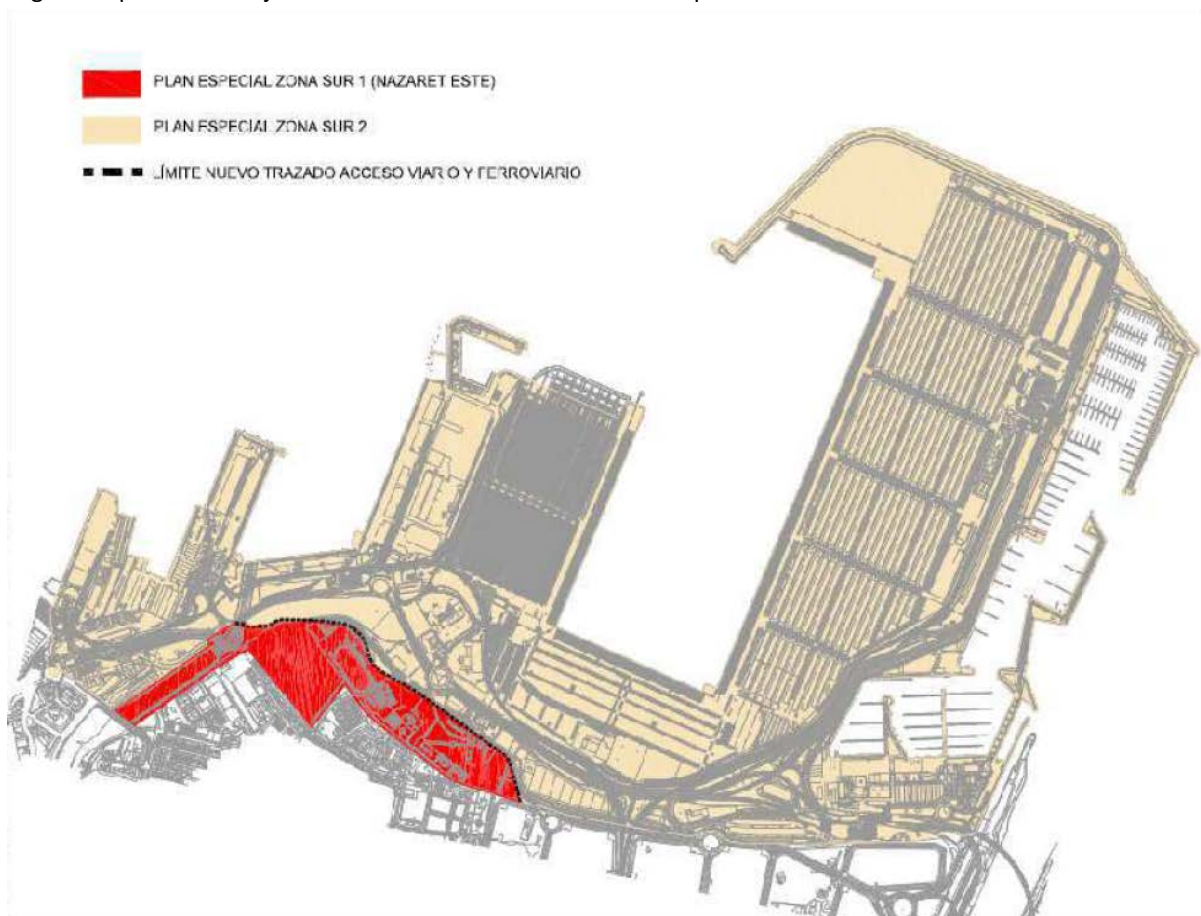 PLAN ESPECIAL ZONA SUR 1 (NAZARET ESTE)
PLAN ESPECIAL ZONA SUR 2
LÍMITE NUEVO TRAZADO ACCESO VIARIO Y FERROVIARIO